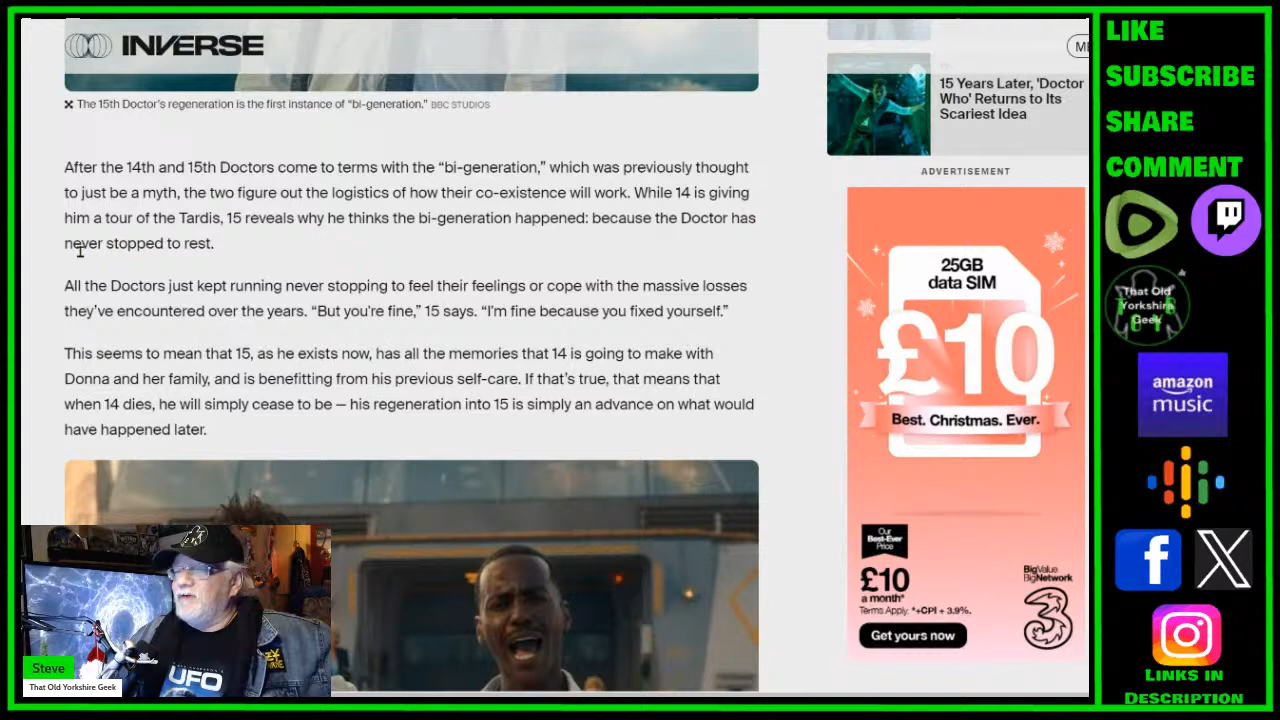 INVERSE
The 15th Doctor's regeneration is the first instance of “bi-generation.” BBC STUDIOS
After the 14th and 15th Doctors come to terms with the “bi-generation,” which was previously thought
to just be a myth, the two figure out the logistics of how their co-existence will work. While 14 is giving
him a tour of the Tardis, 15 reveals why he thinks the bi-generation happened: because the Doctor has
never stopped to rest.
All the Doctors just kept running never stopping to feel their feelings or cope with the massive losses
they’ve encountered over the years. “But you're fine,” 15 says. “I'm fine because you fixed yourself.”
This seems to mean that 15, as he exists now, has all the memories that 14 is going to make with
Donna and her family, and is benefitting from his previous self-care. If that’s true, that means that
when 14 dies, he will simply cease to be — his regeneration into 15 is simply an advance on what would
have happened later.
Steve
That Old Yorkshire Geek
UFO
15 Years Later, 'Doctor
Who' Returns to Its
Scariest Idea
ADVERTISEMENT
25GB
data SIM
£10
Best. Christmas. Ever.
Our
Best-Ever
Price
£10
a month*
Terms Apply. *+CPI + 3.9%.
Get yours now
BigValue
BigNetwork
3
LIKE
SUBSCRIBE
SHARE
COMMENT
That Old
Yorkshire
Geek
amazon
music
f
X
LINKS IN
DESCRIPTION